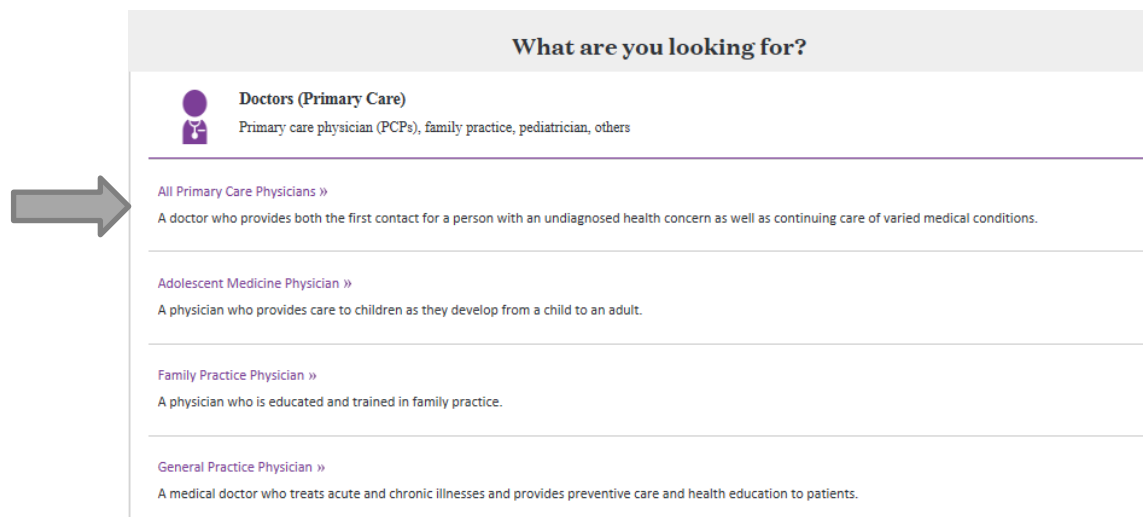 What are you looking for?
Doctors (Primary Care)
Primary care physician (PCPs), family practice, pediatrician, others
All Primary Care Physicians »
A doctor who provides both the first contact for a person with an undiagnosed health concern as well as continuing care of varied medical conditions.
Adolescent Medicine Physician »
A physician who provides care to children as they develop from a child to an adult.
Family Practice Physician »
A physician who is educated and trained in family practice.
General Practice Physician »
A medical doctor who treats acute and chronic illnesses and provides preventive care and health education to patients.